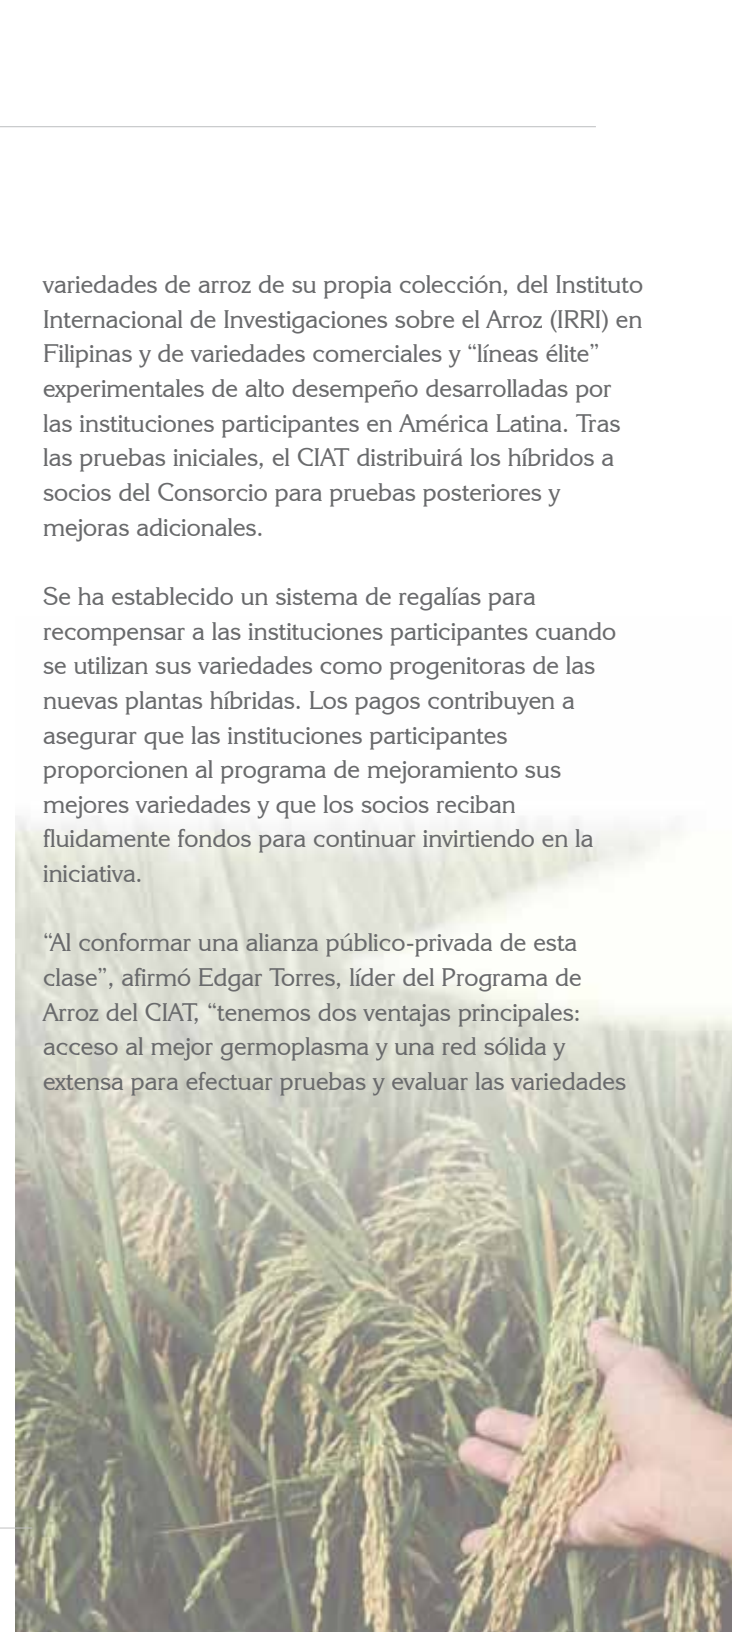 variedades de arroz de su propia colección, del Instituto
Internacional de Investigaciones sobre el Arroz (IRRI) en
Filipinas y de variedades comerciales y “líneas élite”
experimentales de alto desempeño desarrolladas por
las instituciones participantes en América Latina. Tras
las pruebas iniciales, el CIAT distribuirá los híbridos a
socios del Consorcio para pruebas posteriores y
mejoras adicionales.
Se ha establecido un sistema de regalías para
recompensar a las instituciones participantes cuando
se utilizan sus variedades como progenitoras de las
nuevas plantas híbridas. Los pagos contribuyen a
asegurar que las instituciones participantes
proporcionen al programa de mejoramiento sus
mejores variedades y que los socios reciban
fluidamente fondos para continuar invirtiendo en la
iniciativa.
“Al conformar una alianza público-privada de esta
clase”, afirmó Edgar Torres, líder del Programa de
Arroz del CIAT, “tenemos dos ventajas principales:
acceso al mejor germoplasma y una red sólida y
extensa para efectuar pruebas y evaluar las variedades